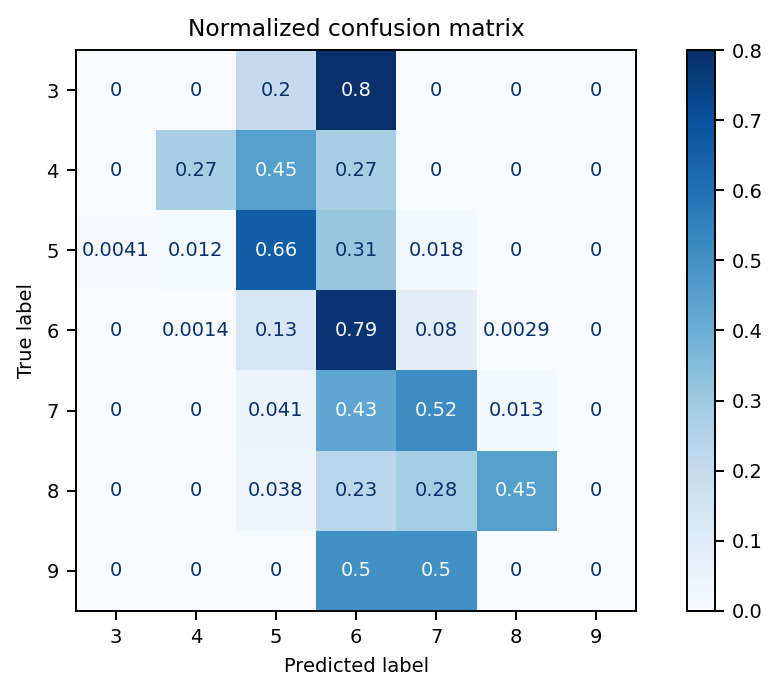 Normalized confusion matrix
3 0 0 0.2 0.8 0 0 0
4 0 0.27 0.45 0.27 0 0 0
5 0.0041 0.012 0.66 0.31 0.018 0 0
6 0 0.0014 0.13 0.79 0.08 0.0029 0
7 0 0 0.041 0.43 0.52 0.013 0
8 0 0 0.038 0.23 0.28 0.45 0
9 0 0 0 0.5 0.5 0 0
3 4 5 6 7 8 9
Predicted label
True label
0.8
0.7
0.6
0.5
0.4
0.3
0.2
0.1
0.0